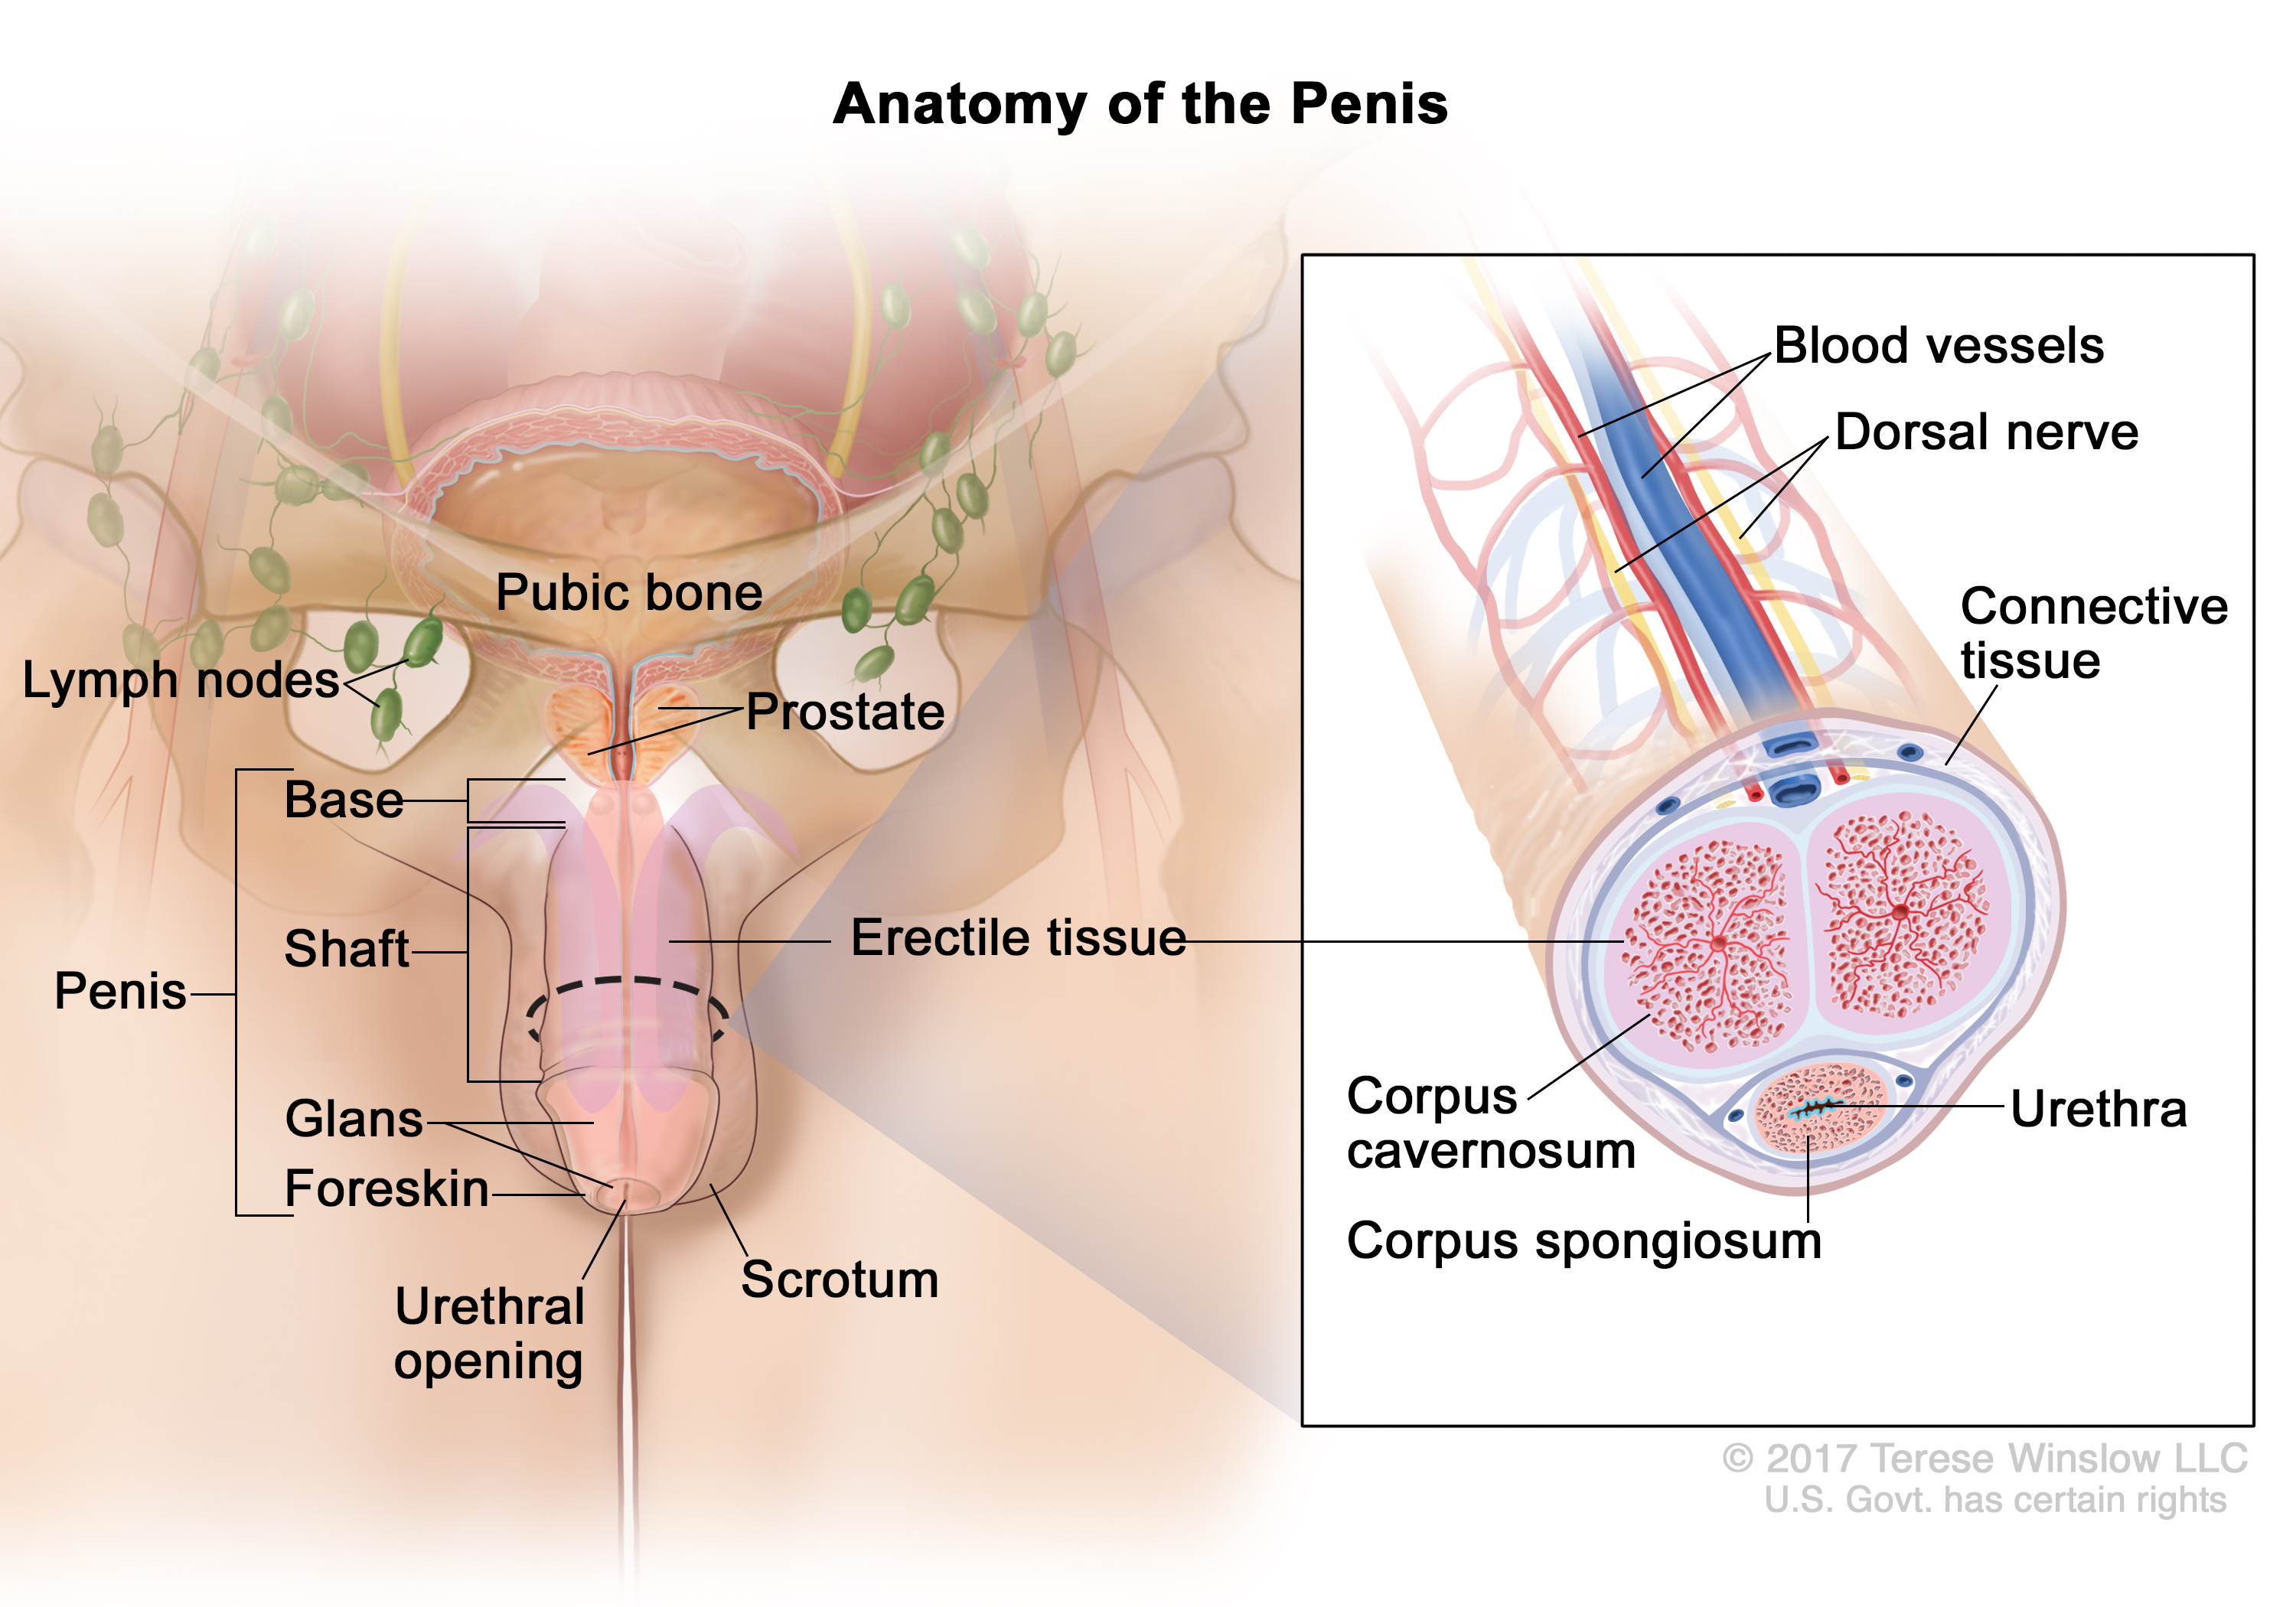 Anatomy of the Penis
Pubic bone
Lymph nodes
Prostate
Base
Shaft
Penis
Erectile tissue
Glans
Foreskin
Urethral
opening
Scrotum
Blood vessels
Dorsal nerve
Connective
tissue
Corpus
cavernosum
Urethra
Corpus spongiosum
© 2017 Terese Winslow LLC
U.S. Govt. has certain rights